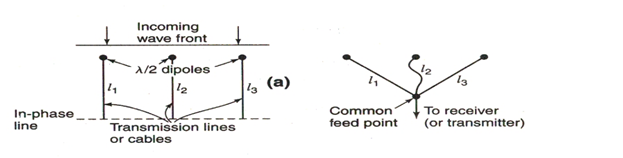 Incoming
wave front
λ/2 dipoles
l1
l2
l3
(a)
In-phase
line
Transmission lines
or cables
l1
l2
l3
Common
feed point
To receiver
(or transmitter)